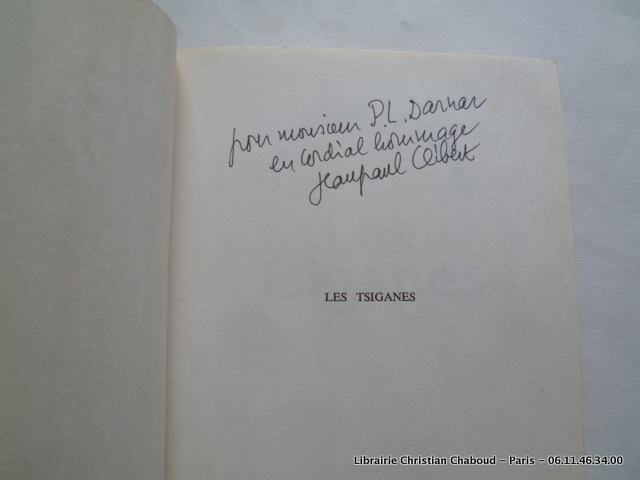 pour monsieur P.L. Darnar
en cordial hommage
Jeanpaul Clébert
LES TSIGANES
Librairie Christian Chaboud - Paris - 06.11.46.34.00